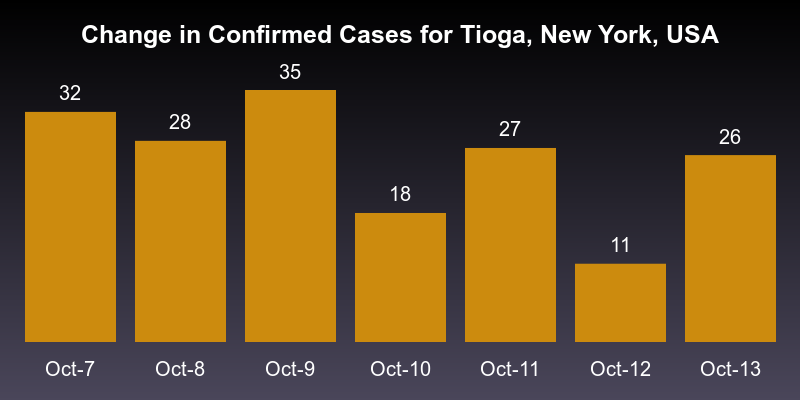 Change in Confirmed Cases for Tioga, New York, USA
32
28
35
18
27
11
26
Oct-7
Oct-8
Oct-9
Oct-10
Oct-11
Oct-12
Oct-13